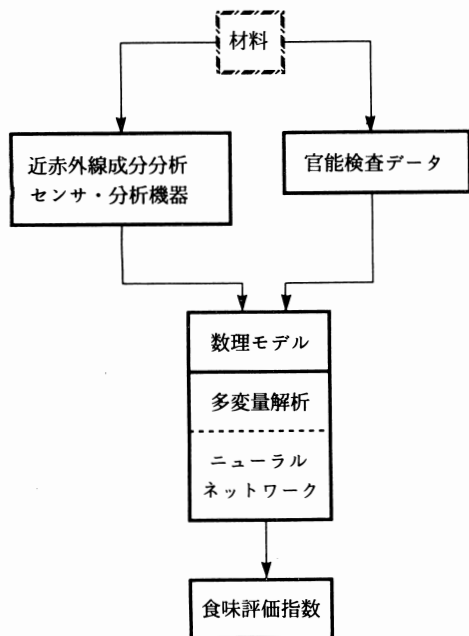 材料
近赤外線成分分析
センサ・分析機器
官能検査データ
数理モデル
多変量解析
ニューラル
ネットワーク
食味評価指数